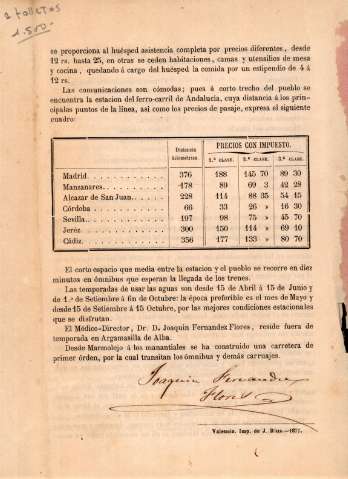 2 folletos
1.500
se proporciona al huésped asistencia completa por precios diferentes, desde
12 rs. hasta 25, en otras se ceden habitaciones, camas y utensilios de mesa
y cocina, quedando á cargo del huésped la comida por un estipendio de 4 á
12 rs.
Las comunicaciones son cómodas; pues á corto trecho del pueblo se
encuentra la estacion del ferro-carril de Andalucía, cuya distancia á los prin-
cipales puntos de la línea, así como los precios de pasaje, expresa el siguiente
cuadro:
Distancia kilómetros PRECIOS CON IMPUESTO.
1.ª CLASE. 2.ª CLASE. 3.ª CLASE.
Madrid. 376 188 145 70 89 30
Manzanares. 178 89 69 3 42 28
Alcazar de San Juan. 228 114 88 35 54 15
Córdoba 66 33 26 » 16 30
Sevilla. 197 98 75 » 45 70
Jeréz. 300 150 114 » 69 40
Cádiz. 356 177 133 » 80 70
El corto espacio que media entre la estacion y el pueblo se recorre en diez
minutos en ómnibus que esperan la llegada de los trenes.
Las temporadas de usar las aguas son desde 15 de Abril á 15 de Junio y
de 1.º de Setiembre á fin de Octubre: la época preferible es el mes de Mayo y
desde 15 de Setiembre á 15 Octubre, por las mejores condiciones estacionales
que se disfrutan.
El Médico-Director, Dr. D. Joaquin Fernandez Flores, reside fuera de
temporada en Argamasilla de Alba.
Desde Marmolejo á los manantiales se ha construido una carretera de
primer órden, por la cual transitan los ómnibus y demás carruajes.
Joaquin Fernandez
Flores
Valencia. Imp. de J. Rius.—1877.